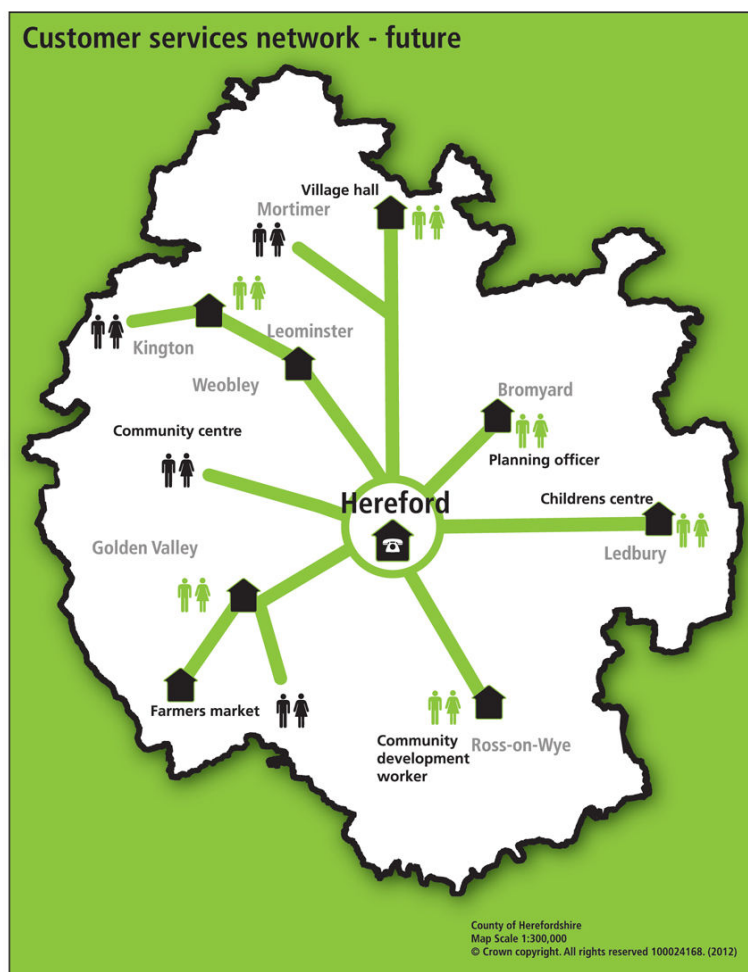 Customer services network - future
Village hall
Mortimer
Leominster
Kington
Weobley
Bromyard
Community centre
Planning officer
Hereford
Childrens centre
Golden Valley
Ledbury
Farmers market
Community
development
worker
Ross-on-Wye
County of Herefordshire
Map Scale 1:300,000
© Crown copyright. All rights reserved 100024168. (2012)